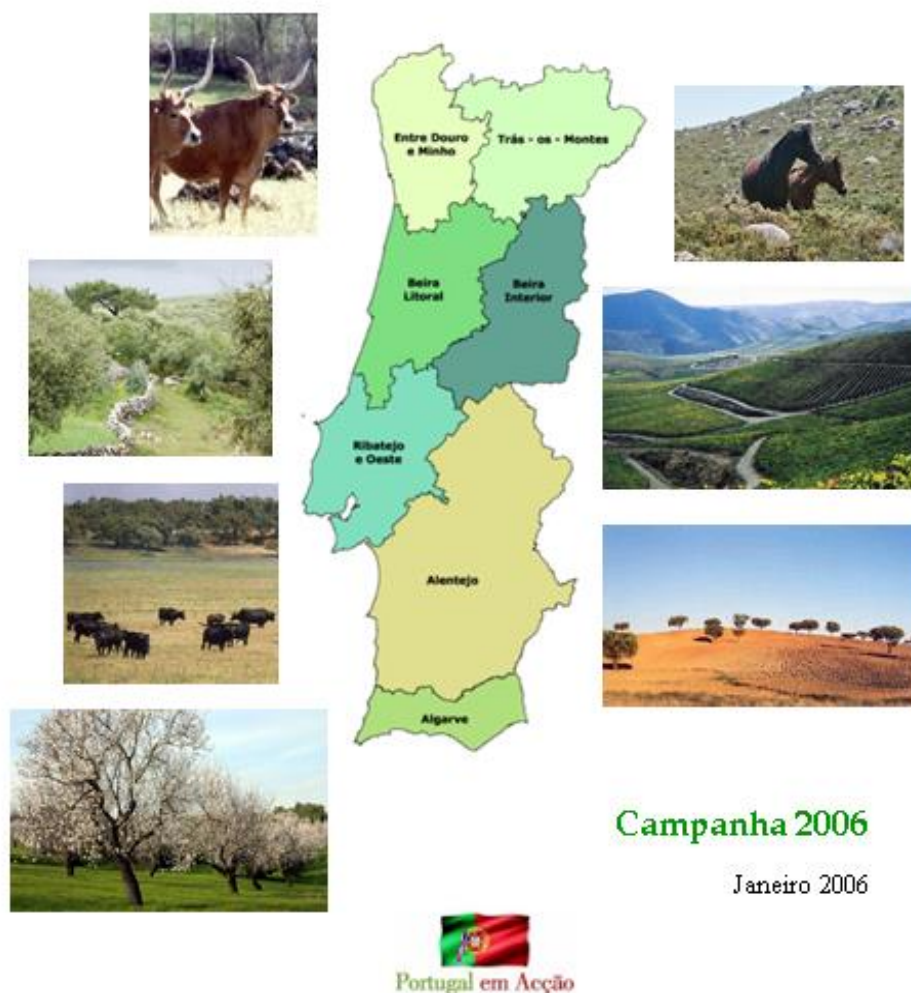 Entre Douro
e Minho
Trás - os - Montes
Beira
Litoral
Beira
Interior
Ribatejo
e Oeste
Alentejo
Algarve
Campanha 2006
Janeiro 2006
Portugal em Acção